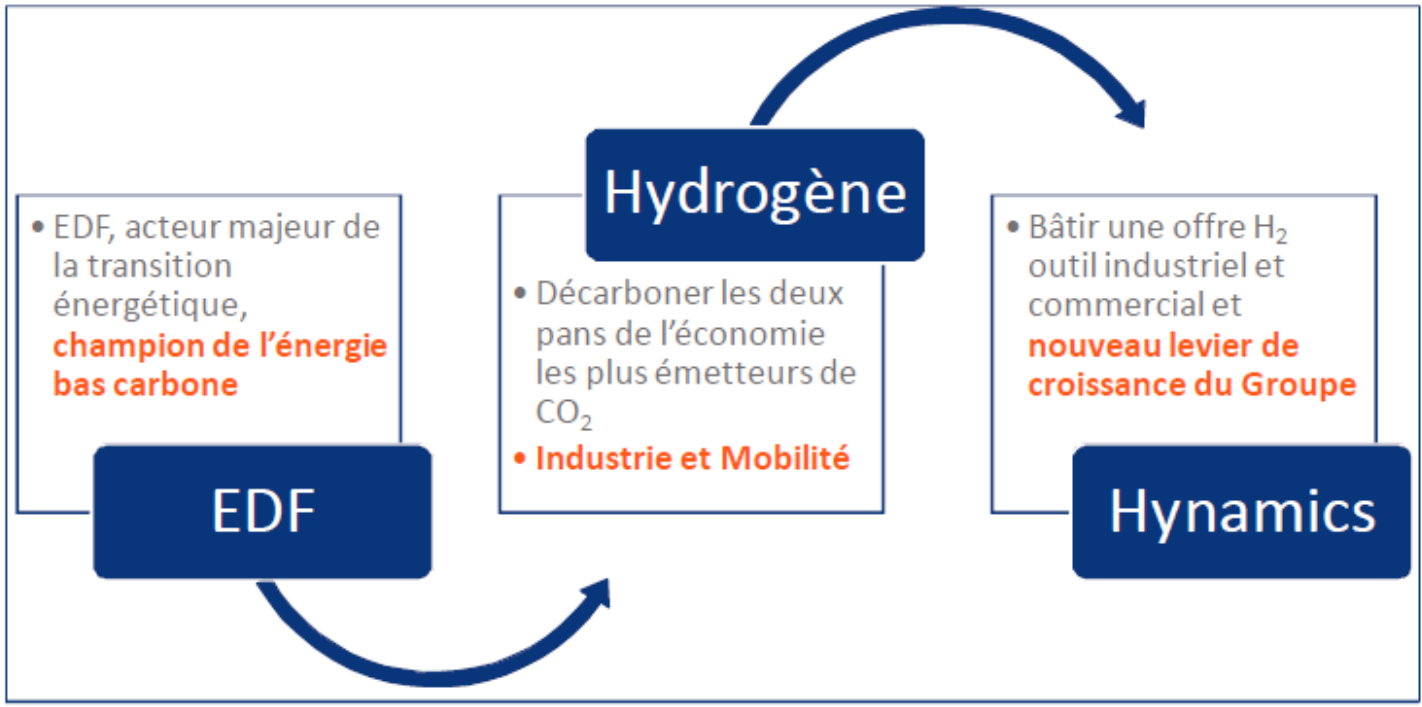 • EDF, acteur majeur de
la transition
énergétique,
champion de l’énergie
bas carbone
EDF
Hydrogène
• Décarboner les deux
pans de l’économie
les plus émetteurs de
CO₂
• Industrie et Mobilité
• Bâtir une offre H₂
outil industriel et
commercial et
nouveau levier de
croissance du Groupe
Hynamics